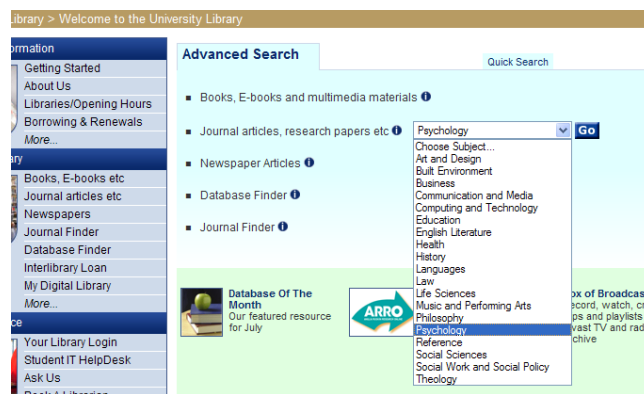 Library > Welcome to the University Library
ormation
Getting Started
About Us
Libraries/Opening Hours
Borrowing & Renewals
More...
ary
Books, E-books etc
Journal articles etc
Newspapers
Journal Finder
Database Finder
Interlibrary Loan
My Digital Library
More...
ce
Your Library Login
Student IT HelpDesk
Ask Us
Advanced Search
Quick Search
Books, E-books and multimedia materials i
Journal articles, research papers etc i
Psychology
Go
Newspaper Articles i
Database Finder i
Journal Finder i
Choose Subject...
Art and Design
Built Environment
Business
Communication and Media
Computing and Technology
Education
English Literature
Health
History
Languages
Law
Life Sciences
Music and Performing Arts
Philosophy
Psychology
Reference
Social Sciences
Social Work and Social Policy
Theology
Database Of The
Month
Our featured resource
for July
ARRO
ox of Broadcas
ecord, watch, cr
ps and playlists
vast TV and rad
chive